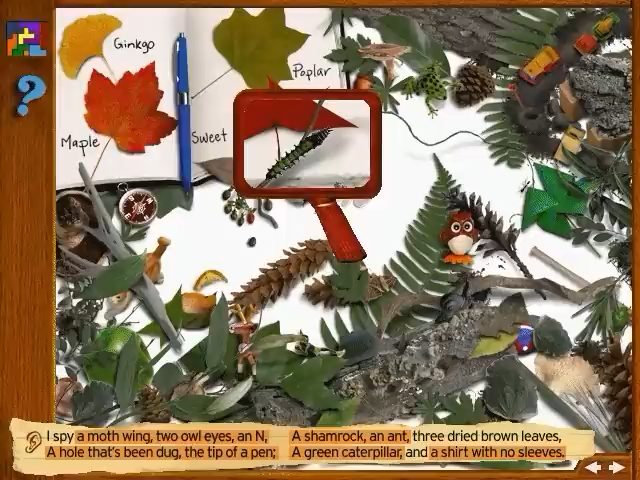 Ginkgo
Poplar
Maple
Sweet
I spy a moth wing, two owl eyes, an N,
A hole that's been dug, the tip of a pen;
A shamrock, an ant, three dried brown leaves,
A green caterpillar, and a shirt with no sleeves.